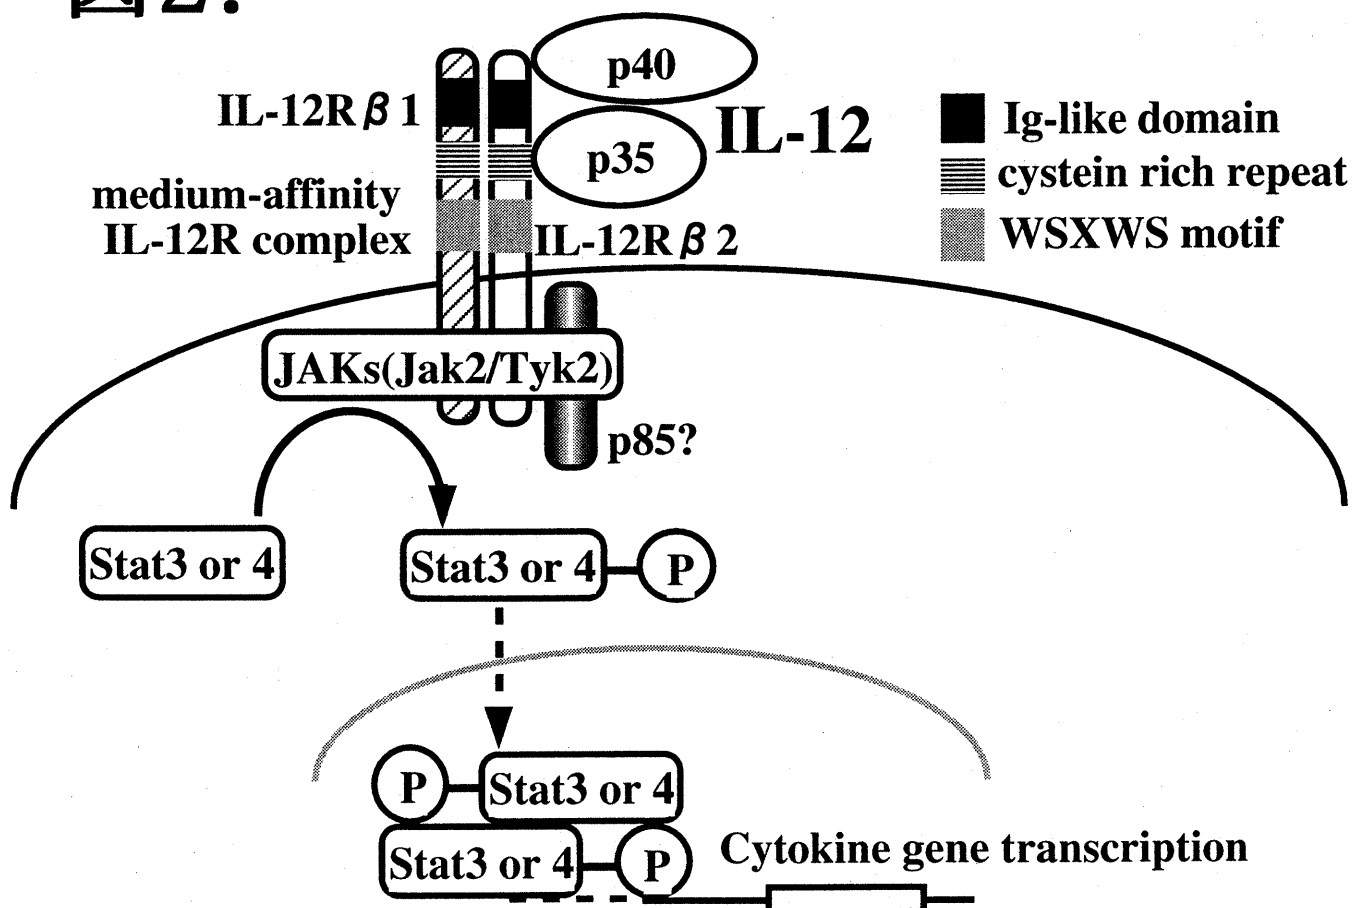 図2.
p40
IL-12Rβ1
IL-12
p35
Ig-like domain
cystein rich repeat
WSXWS motif
medium-affinity
IL-12R complex
IL-12Rβ2
JAKs(Jak2/Tyk2)
p85?
Stat3 or 4
Stat3 or 4
P
P
Stat3 or 4
Stat3 or 4
P
Cytokine gene transcription